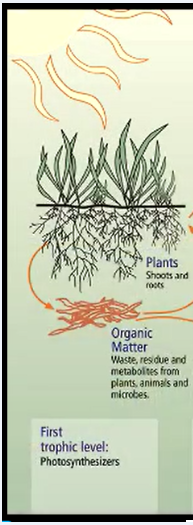 Plants
Shoots and
roots
Organic
Matter
Waste, residue and
metabolites from
plants, animals and
microbes.
First
trophic level:
Photosynthesizers